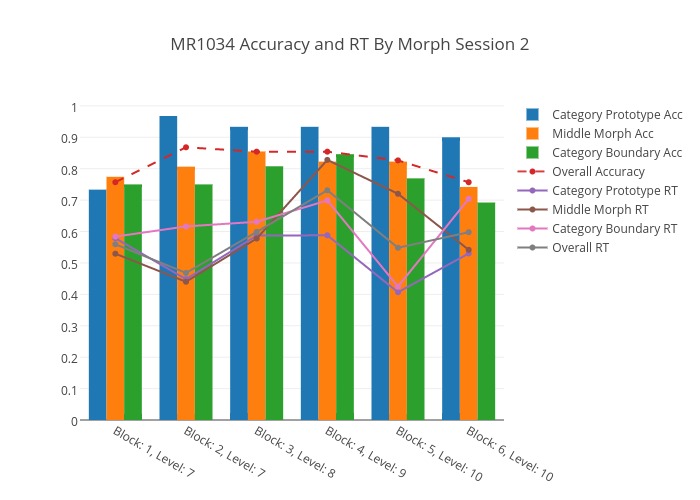 MR1034 Accuracy and RT By Morph Session 2
1
0.9
0.8
0.7
0.6
0.5
0.4
0.3
0.2
0.1
0
Block: 1, Level: 7
Block: 2, Level: 7
Block: 3, Level: 8
Block: 4, Level: 9
Block: 5, Level: 10
Block: 6, Level: 10
Category Prototype Acc
Middle Morph Acc
Category Boundary Acc
Overall Accuracy
Category Prototype RT
Middle Morph RT
Category Boundary RT
Overall RT